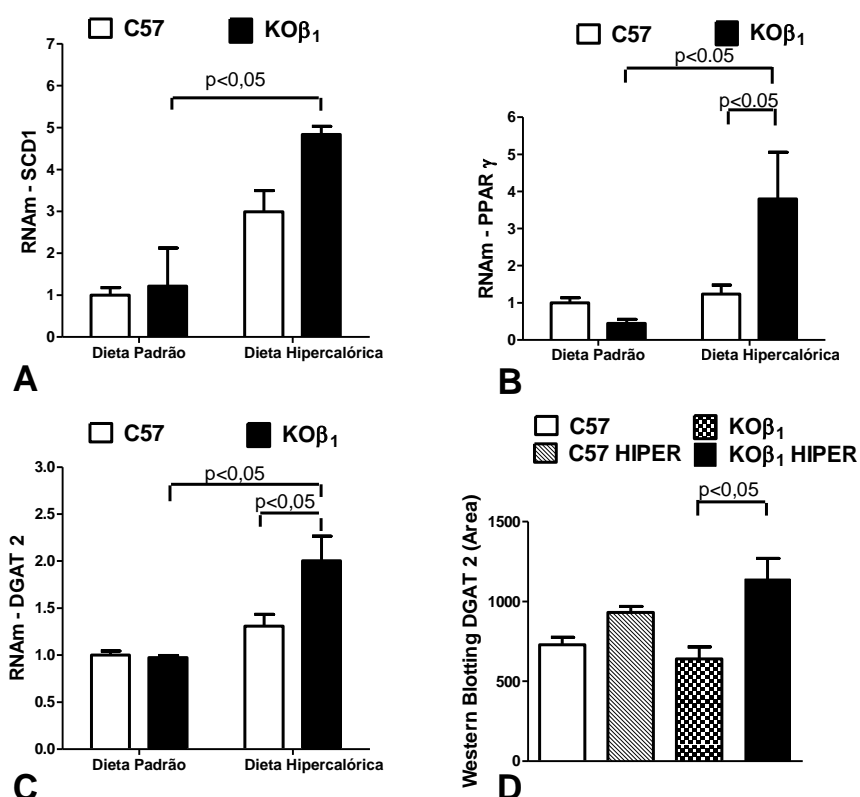 C57 KOβ₁
7
6
5
4
3
2
1
0
RNAm - SCD1
p<0,05
Dieta Padrão Dieta Hipercalórica
A
C57 KOβ₁
6
5
4
3
2
1
0
RNAm - PPAR γ
p<0.05
p<0.05
Dieta Padrão Dieta Hipercalórica
B
C57 KOβ₁
3.0
2.5
2.0
1.5
1.0
0.5
0.0
RNAm - DGAT 2
p<0,05
p<0,05
Dieta Padrão Dieta Hipercalórica
C
C57 KOβ₁
C57 HIPER KOβ₁ HIPER
1500
1000
500
0
Western Blotting DGAT 2 (Area)
p<0,05
D